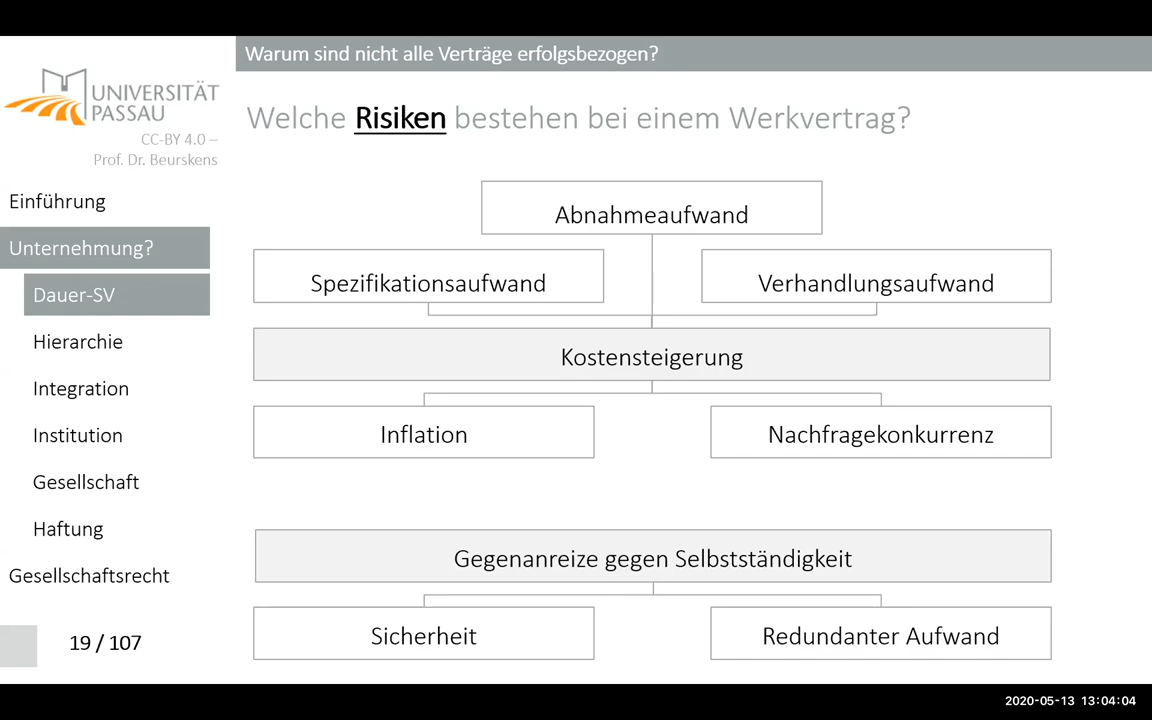 Warum sind nicht alle Verträge erfolgsbezogen?
UNIVERSITÄT
PASSAU
CC-BY 4.0 –
Prof. Dr. Beurskens
Einführung
Unternehmung?
Dauer-SV
Hierarchie
Integration
Institution
Gesellschaft
Haftung
Gesellschaftsrecht
19 / 107
Welche Risiken bestehen bei einem Werkvertrag?
Abnahmeaufwand
Spezifikationsaufwand
Verhandlungsaufwand
Kostensteigerung
Inflation
Nachfragekonkurrenz
Gegenanreize gegen Selbstständigkeit
Sicherheit
Redundanter Aufwand
2020-05-13 13:04:04